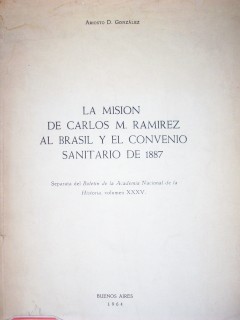 Ariosto D. González
LA MISION
DE CARLOS M. RAMIREZ
AL BRASIL Y EL CONVENIO
SANITARIO DE 1887
Separata del Boletín de la Academia Nacional de la
Historia, volumen XXXV.
BUENOS AIRES
1964